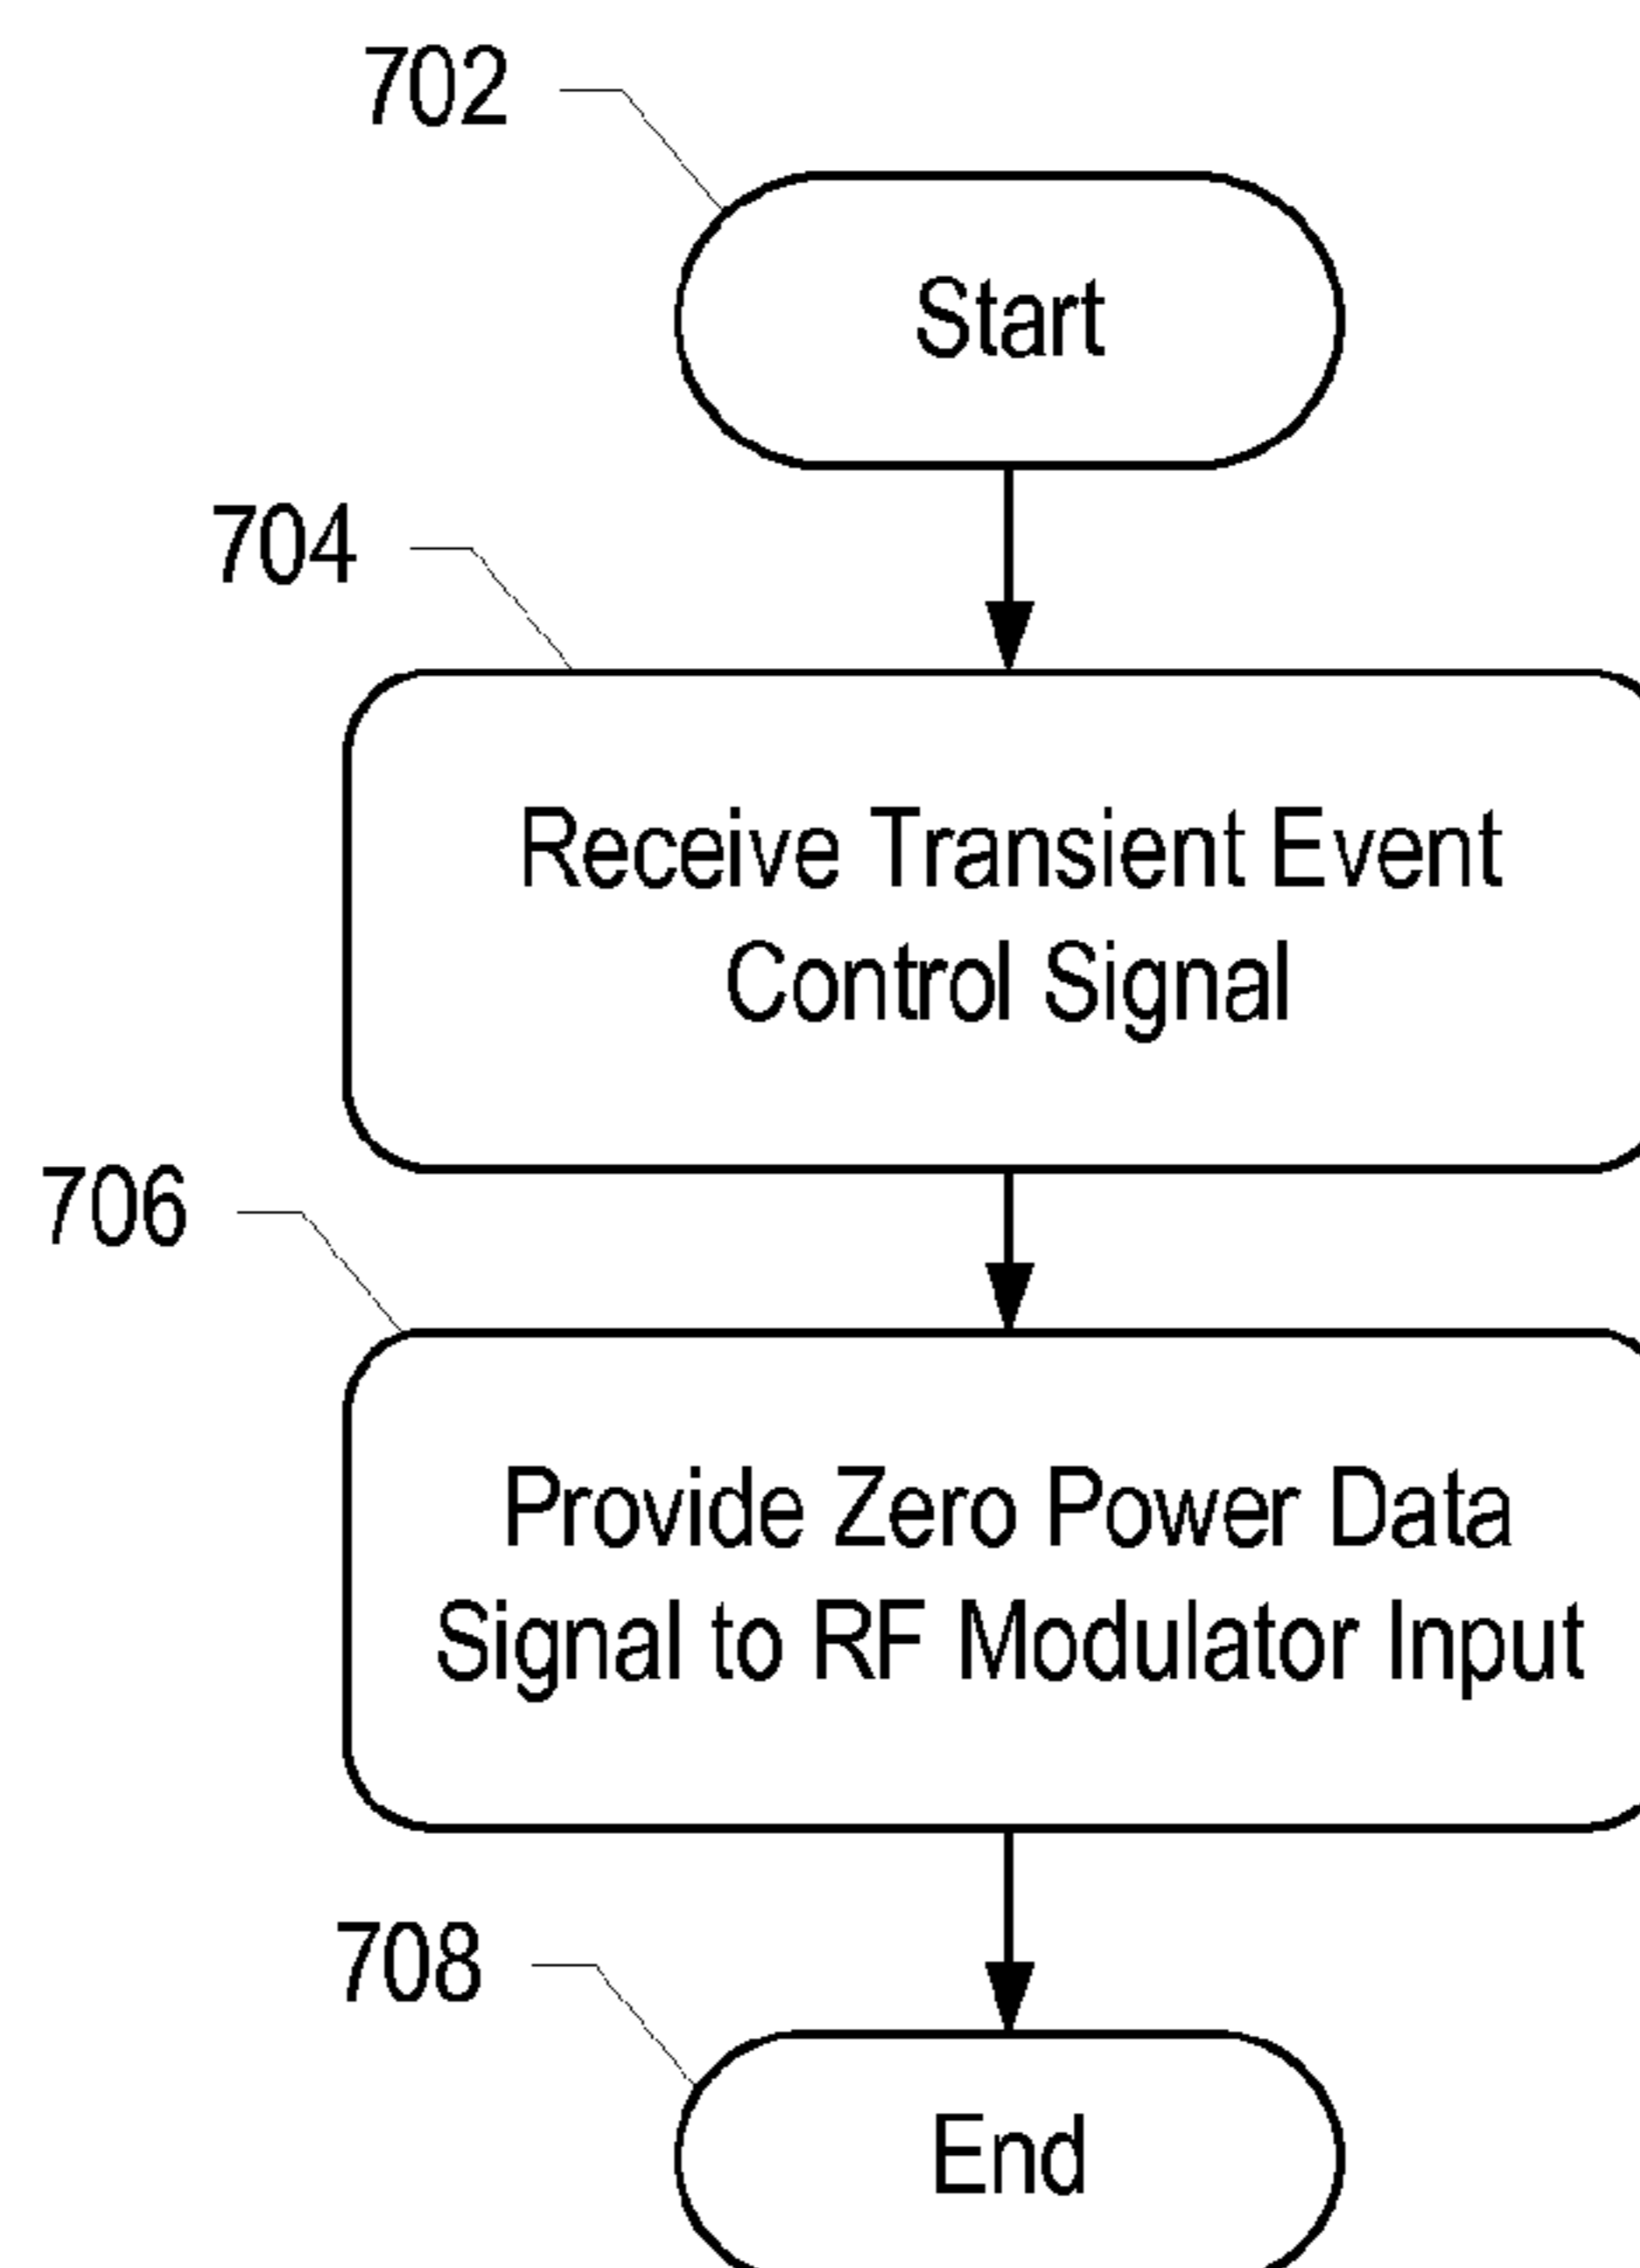 702
Start
704
Receive Transient Event
Control Signal
706
Provide Zero Power Data
Signal to RF Modulator Input
708
End